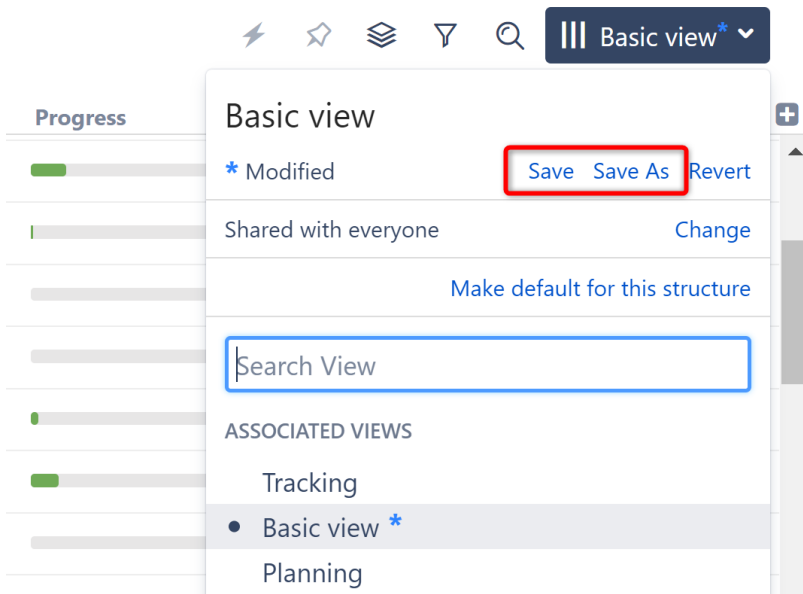 Basic view*
Progress
Basic view
* Modified
Save Save As Revert
Shared with everyone
Change
Make default for this structure
Search View
ASSOCIATED VIEWS
Tracking
Basic view *
Planning